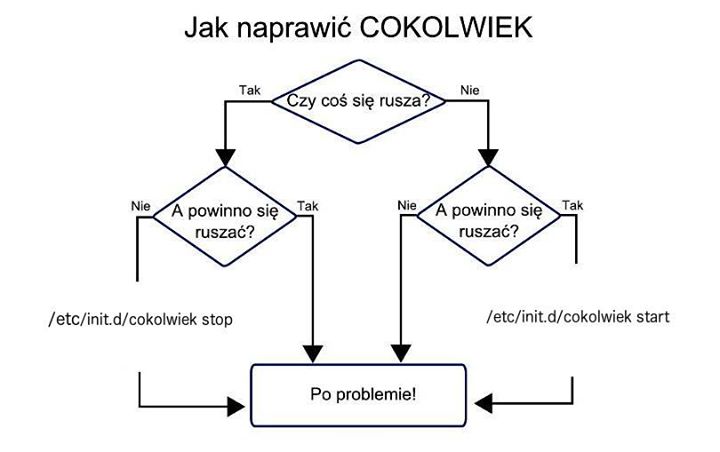 Jak naprawić COKOLWIEK
Tak
Czy coś się rusza?
Nie
Nie
A powinno się
ruszać?
Tak
Nie
A powinno się
ruszać?
Tak
/etc/init.d/cokolwiek stop
/etc/init.d/cokolwiek start
Po problemie!